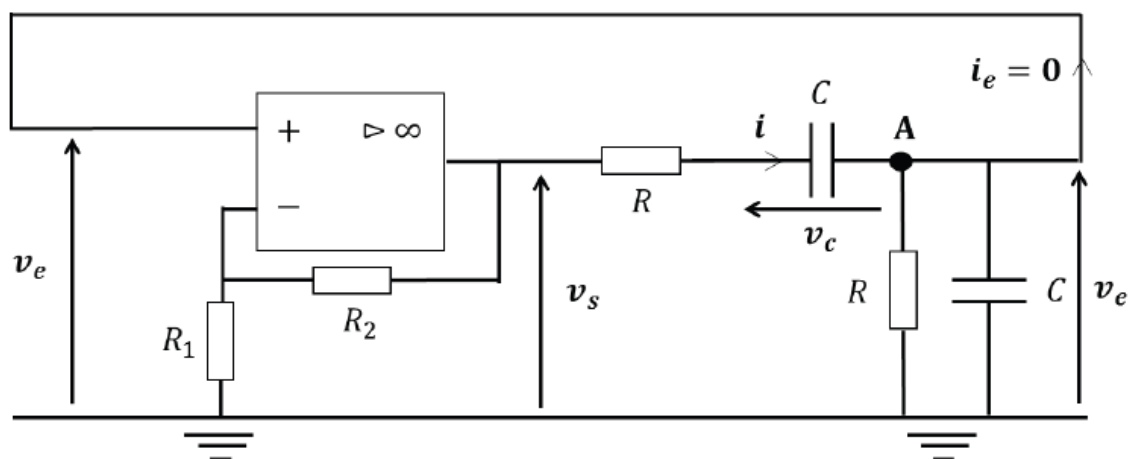 i_e = 0
C
A
+ ▷ ∞
i
−
R
v_c
v_e
R_2
v_s
R
C
v_e
R_1